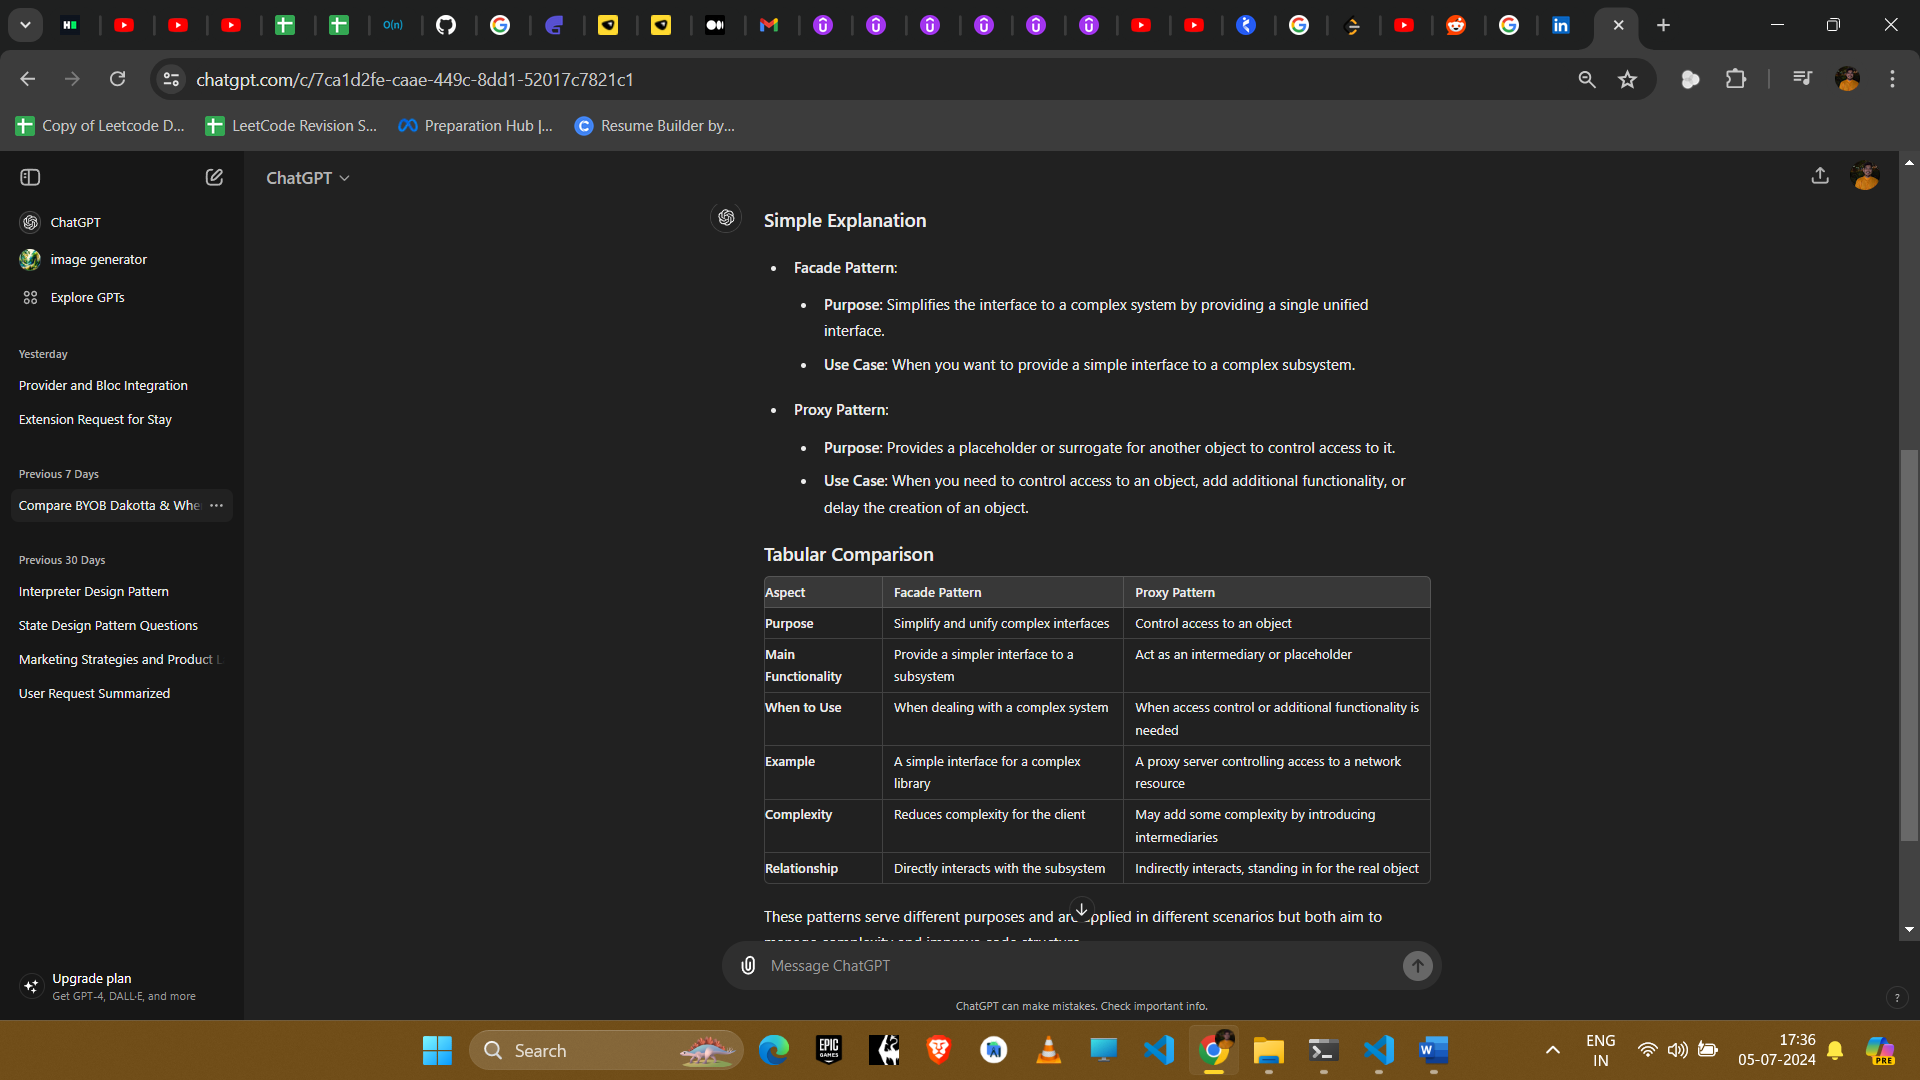 O(n)
chatgpt.com/c/7ca1d2fe-caae-449c-8dd1-52017c7821c1
Copy of Leetcode D...
LeetCode Revision S...
Preparation Hub |...
Resume Builder by...
ChatGPT
ChatGPT
image generator
Explore GPTs
Yesterday
Provider and Bloc Integration
Extension Request for Stay
Previous 7 Days
Compare BYOB Dakotta & Whe
Previous 30 Days
Interpreter Design Pattern
State Design Pattern Questions
Marketing Strategies and Product L
User Request Summarized
Upgrade plan
Get GPT-4, DALL·E, and more
Simple Explanation
• Facade Pattern:
• Purpose: Simplifies the interface to a complex system by providing a single unified
interface.
• Use Case: When you want to provide a simple interface to a complex subsystem.
• Proxy Pattern:
• Purpose: Provides a placeholder or surrogate for another object to control access to it.
• Use Case: When you need to control access to an object, add additional functionality, or
delay the creation of an object.
Tabular Comparison
Aspect Facade Pattern Proxy Pattern
Purpose Simplify and unify complex interfaces Control access to an object
Main Provide a simpler interface to a Act as an intermediary or placeholder
Functionality subsystem
When to Use When dealing with a complex system When access control or additional functionality is
needed
Example A simple interface for a complex A proxy server controlling access to a network
library resource
Complexity Reduces complexity for the client May add some complexity by introducing
intermediaries
Relationship Directly interacts with the subsystem Indirectly interacts, standing in for the real object
These patterns serve different purposes and are applied in different scenarios but both aim to
manage complexity and improve code structure.
Message ChatGPT
ChatGPT can make mistakes. Check important info.
?
Search
EPIC
GAMES
ENG
IN
17:36
05-07-2024
PRE